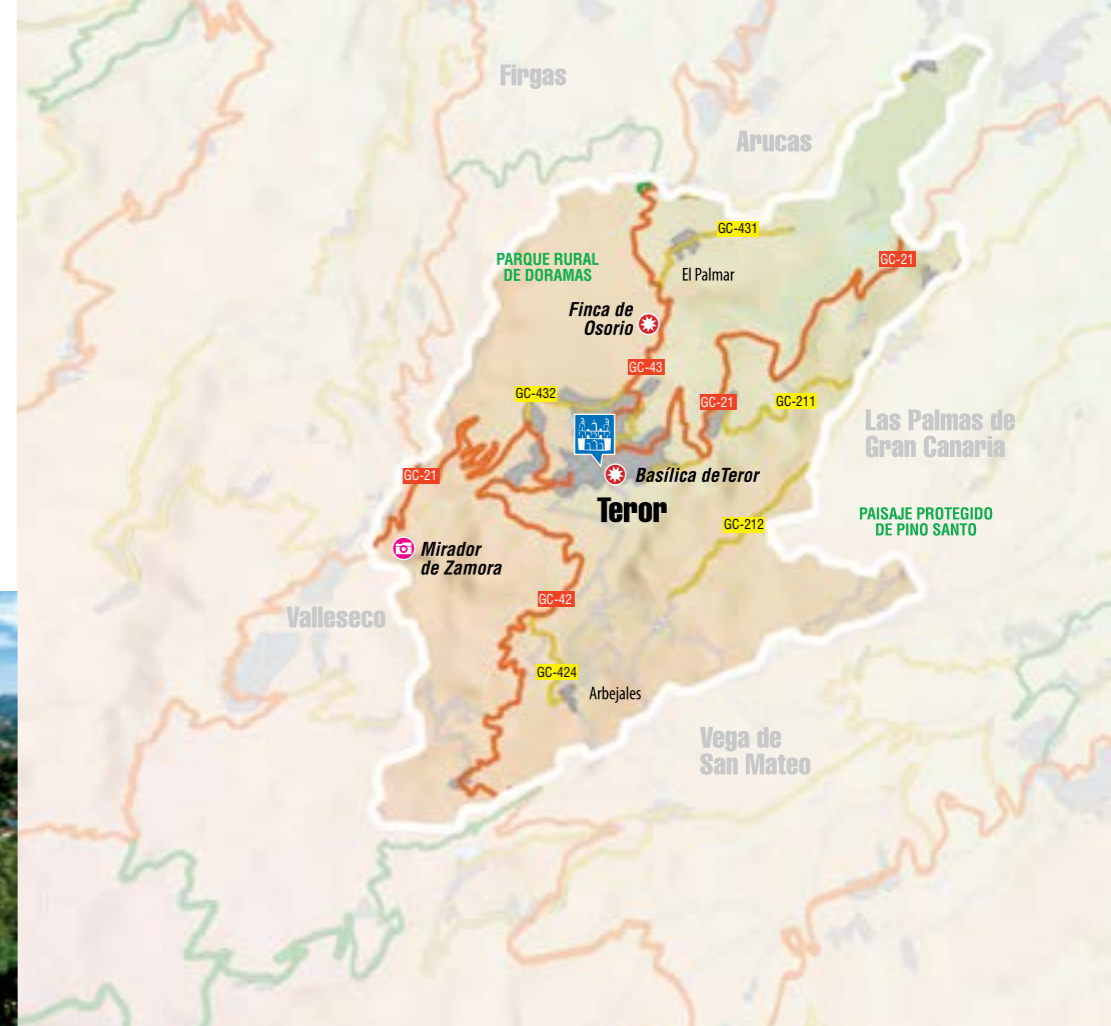 Firgas
Arucas
GC-431
PARQUE RURAL
DE DORAMAS
GC-21
El Palmar
Finca de
Osorio
GC-43
GC-432
GC-21
GC-211
Las Palmas de
Gran Canaria
GC-21
Basílica deTeror
Teror
PAISAJE PROTEGIDO
DE PINO SANTO
GC-212
Mirador
de Zamora
GC-42
Valleseco
GC-424
Arbejales
Vega de
San Mateo